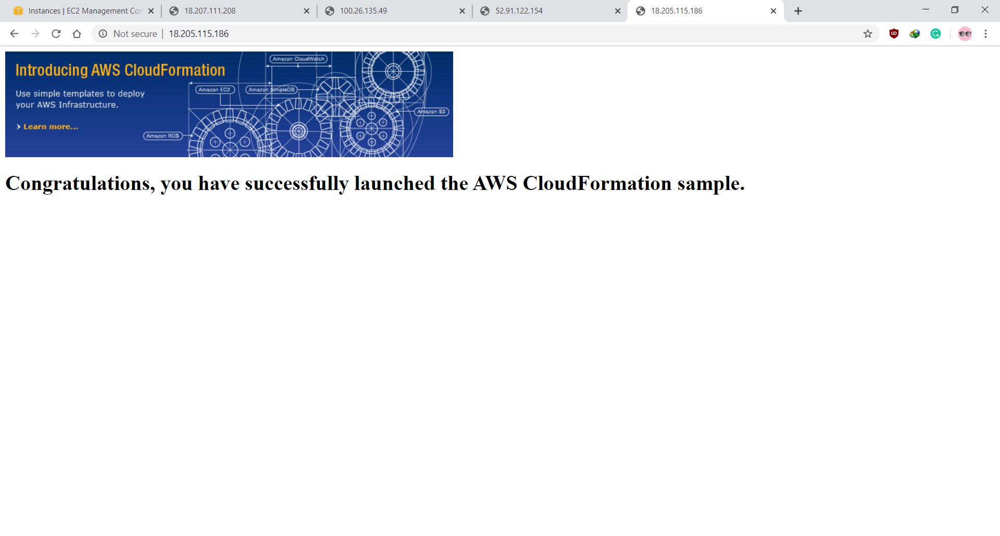 Instances | EC2 Management Con
18.207.111.208
100.26.135.49
52.91.122.154
18.205.115.186
Not secure
18.205.115.186
Introducing AWS CloudFormation
Use simple templates to deploy
your AWS Infrastructure.
Learn more...
Amazon CloudWatch
Amazon EC2
Amazon SimpleDB
Amazon S3
Amazon RDS
Congratulations, you have successfully launched the AWS CloudFormation sample.